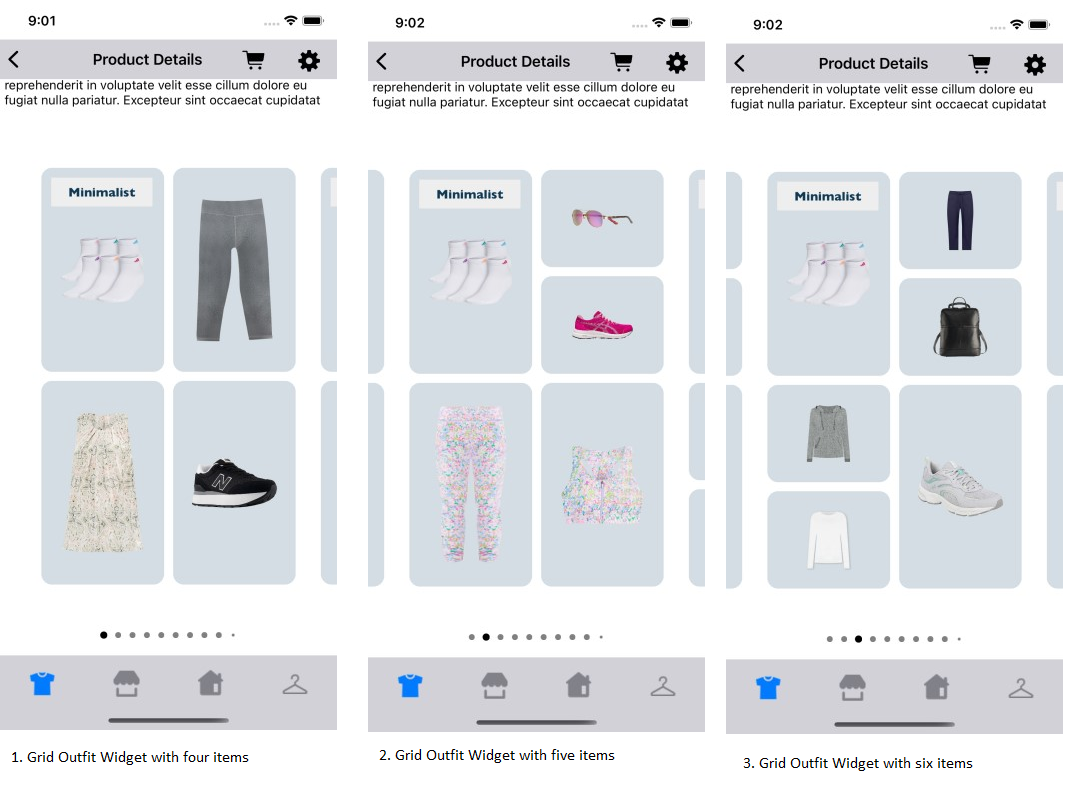 9:01
Product Details
reprehenderit in voluptate velit esse cillum dolore eu
fugiat nulla pariatur. Excepteur sint occaecat cupidatat
Minimalist
N
1. Grid Outfit Widget with four items
9:02
Product Details
reprehenderit in voluptate velit esse cillum dolore eu
fugiat nulla pariatur. Excepteur sint occaecat cupidatat
Minimalist
2. Grid Outfit Widget with five items
9:02
Product Details
reprehenderit in voluptate velit esse cillum dolore eu
fugiat nulla pariatur. Excepteur sint occaecat cupidatat
Minimalist
3. Grid Outfit Widget with six items